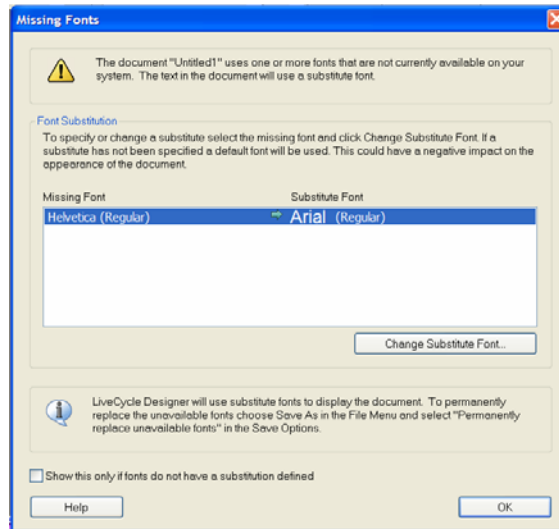 Missing Fonts
The document "Untitled1" uses one or more fonts that are not currently available on your
system. The text in the document will use a substitute font.
Font Substitution
To specify or change a substitute select the missing font and click Change Substitute Font. If a
substitute has not been specified a default font will be used. This could have a negative impact on the
appearance of the document.
Missing Font Substitute Font
Helvetica (Regular) Arial (Regular)
Change Substitute Font...
LiveCycle Designer will use substitute fonts to display the document. To permanently
replace the unavailable fonts choose Save As in the File Menu and select "Permanently
replace unavailable fonts" in the Save Options.
Show this only if fonts do not have a substitution defined
Help OK